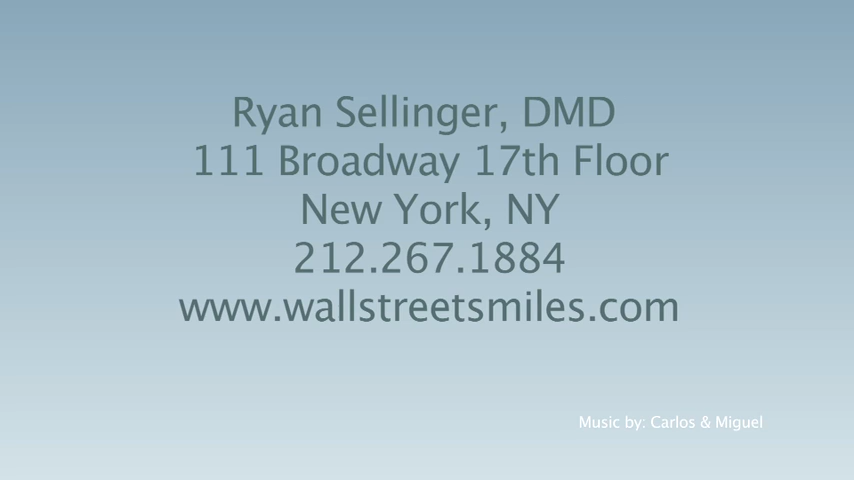 Ryan Sellinger, DMD
111 Broadway 17th Floor
New York, NY
212.267.1884
www.wallstreetsmiles.com
Music by: Carlos & Miguel